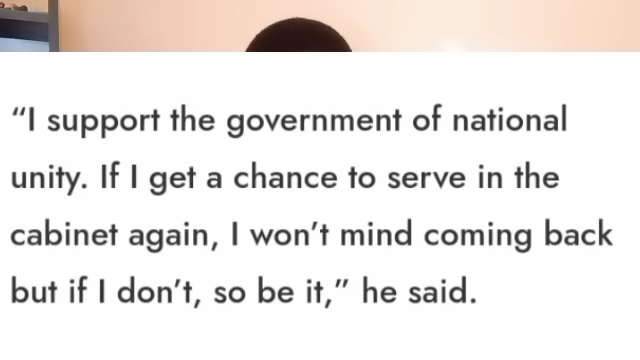 “I support the government of national
unity. If I get a chance to serve in the
cabinet again, I won’t mind coming back
but if I don’t, so be it,” he said.